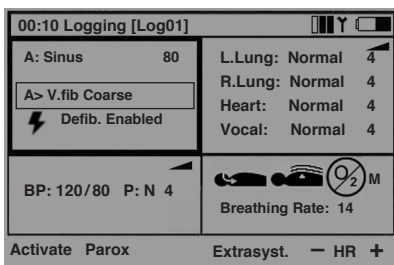 00:10 Logging [Log01]
A: Sinus 80
A> V.fib Coarse
Defib. Enabled
L.Lung: Normal 4
R.Lung: Normal 4
Heart: Normal 4
Vocal: Normal 4
BP: 120/80 P: N 4
O2 M
Breathing Rate: 14
Activate Parox Extrasyst. − HR +